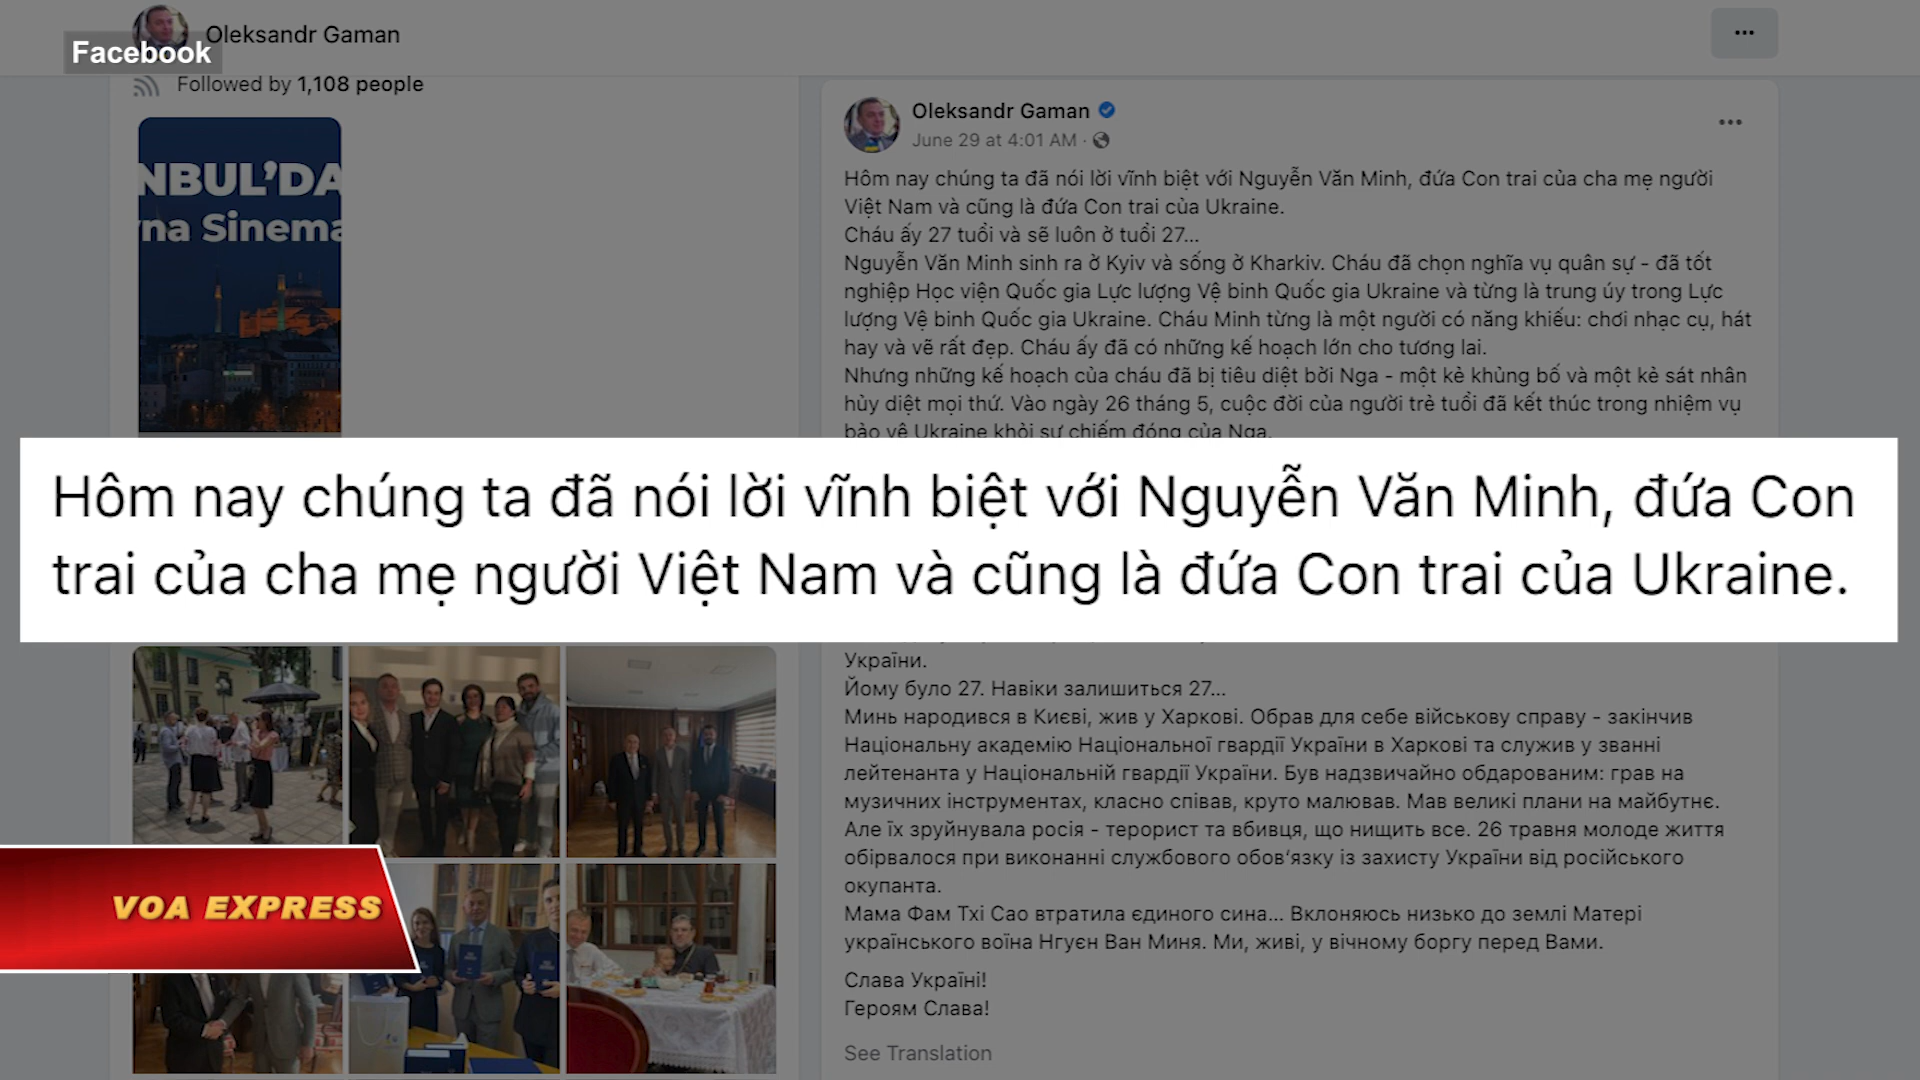 Oleksandr Gaman
Facebook
Followed by 1,108 people
NBUL'DA
na Sinema
Oleksandr Gaman
June 29 at 4:01 AM ·
Hôm nay chúng ta đã nói lời vĩnh biệt với Nguyễn Văn Minh, đứa Con trai của cha mẹ người
Việt Nam và cũng là đứa Con trai của Ukraine.
Cháu ấy 27 tuổi và sẽ luôn ở tuổi 27...
Nguyễn Văn Minh sinh ra ở Kyiv và sống ở Kharkiv. Cháu đã chọn nghĩa vụ quân sự - đã tốt
nghiệp Học viện Quốc gia Lực lượng Vệ binh Quốc gia Ukraine và từng là trung úy trong Lực
lượng Vệ binh Quốc gia Ukraine. Cháu Minh từng là một người có năng khiếu: chơi nhạc cụ, hát
hay và vẽ rất đẹp. Cháu ấy đã có những kế hoạch lớn cho tương lai.
Nhưng những kế hoạch của cháu đã bị tiêu diệt bởi Nga - một kẻ khủng bố và một kẻ sát nhân
hủy diệt mọi thứ. Vào ngày 26 tháng 5, cuộc đời của người trẻ tuổi đã kết thúc trong nhiệm vụ
bảo vệ Ukraine khỏi sự chiếm đóng của Nga.
Hôm nay chúng ta đã nói lời vĩnh biệt với Nguyễn Văn Minh, đứa Con
trai của cha mẹ người Việt Nam và cũng là đứa Con trai của Ukraine.
України.
Йому було 27. Навіки залишиться 27...
Минь народився в Києві, жив у Харкові. Обрав для себе військову справу - закінчив
Національну академію Національної гвардії України в Харкові та служив у званні
лейтенанта у Національній гвардії України. Був надзвичайно обдарованим: грав на
музичних інструментах, класно співав, круто малював. Мав великі плани на майбутнє.
Але їх зруйнувала росія - терорист та вбивця, що нищить все. 26 травня молоде життя
обірвалося при виконанні службового обов'язку із захисту України від російського
окупанта.
Мама Фам Тхі Сао втратила єдиного сина... Вклоняюсь низько до землі Матері
українського воїна Нгуєн Ван Миня. Ми, живі, у вічному боргу перед Вами.
Слава Україні!
Героям Слава!
See Translation
VOA EXPRESS